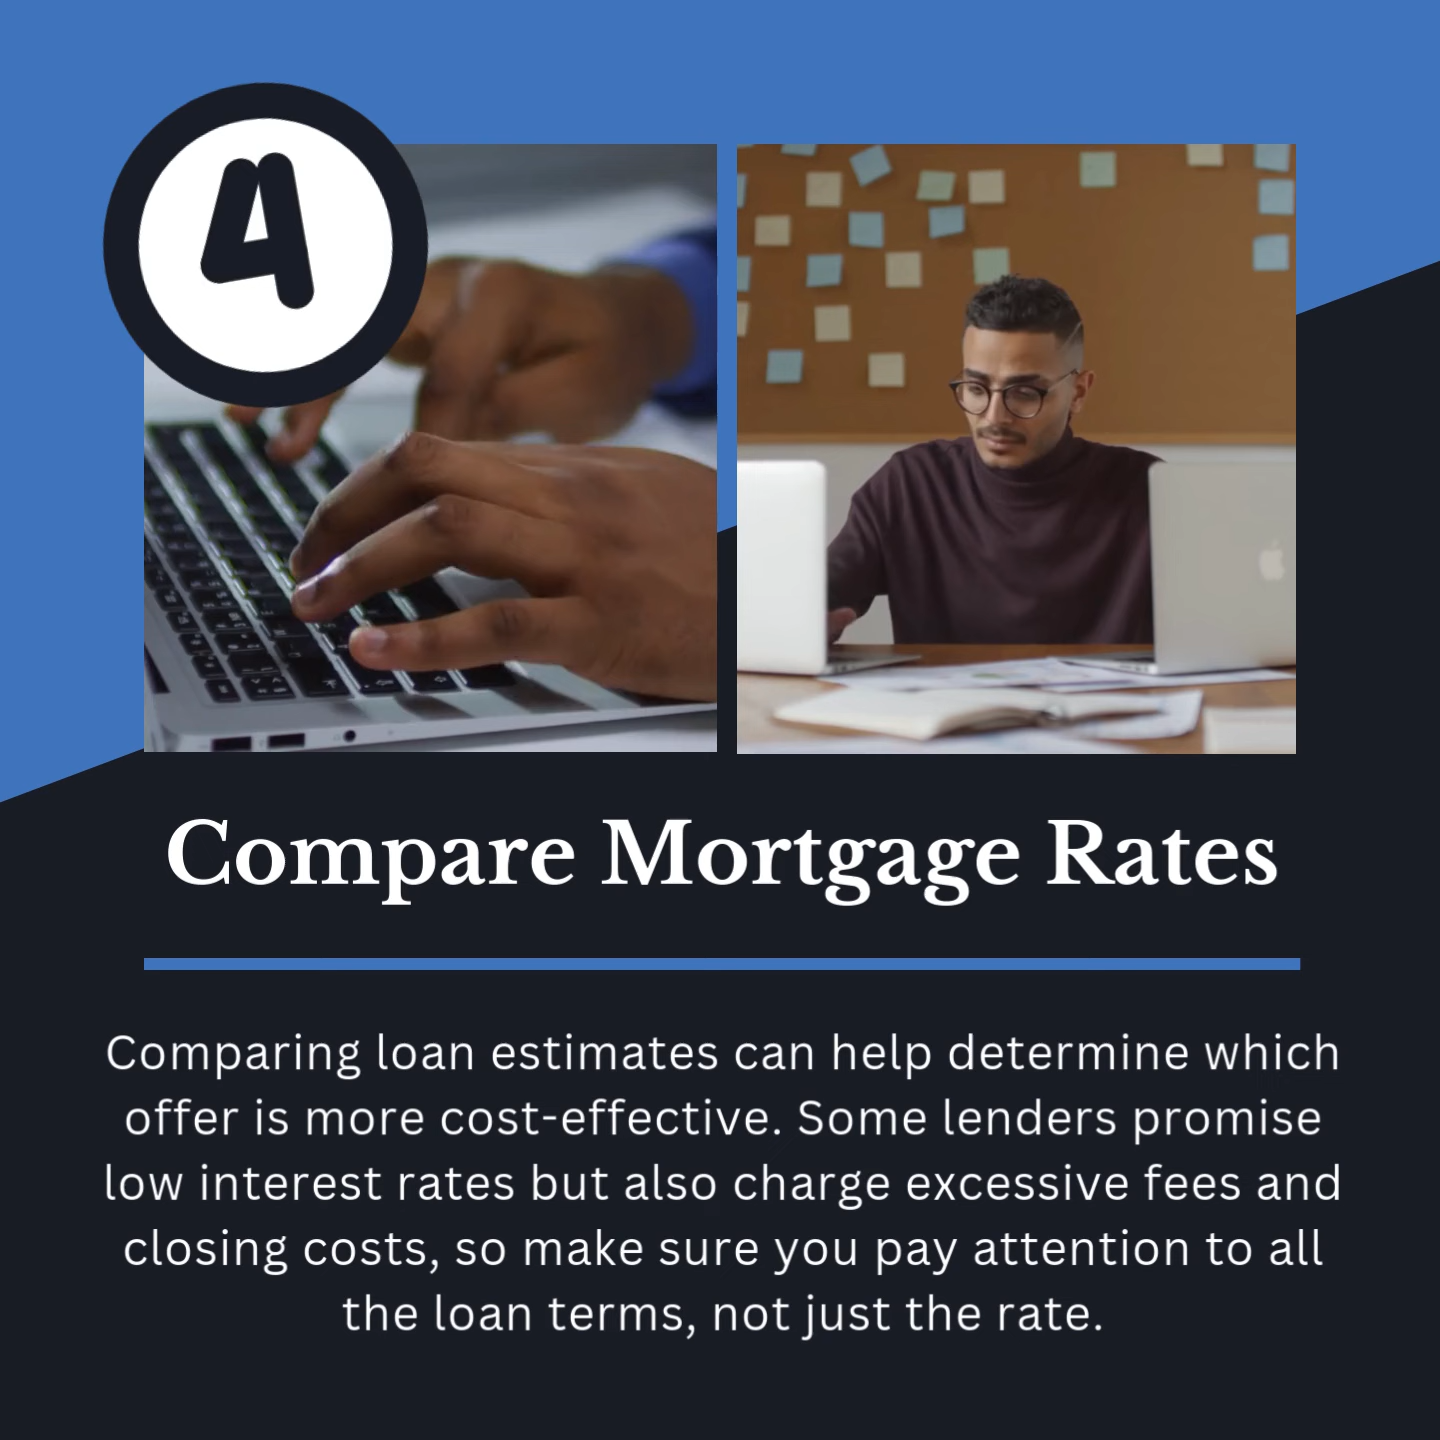 4
Compare Mortgage Rates
Comparing loan estimates can help determine which
offer is more cost-effective. Some lenders promise
low interest rates but also charge excessive fees and
closing costs, so make sure you pay attention to all
the loan terms, not just the rate.